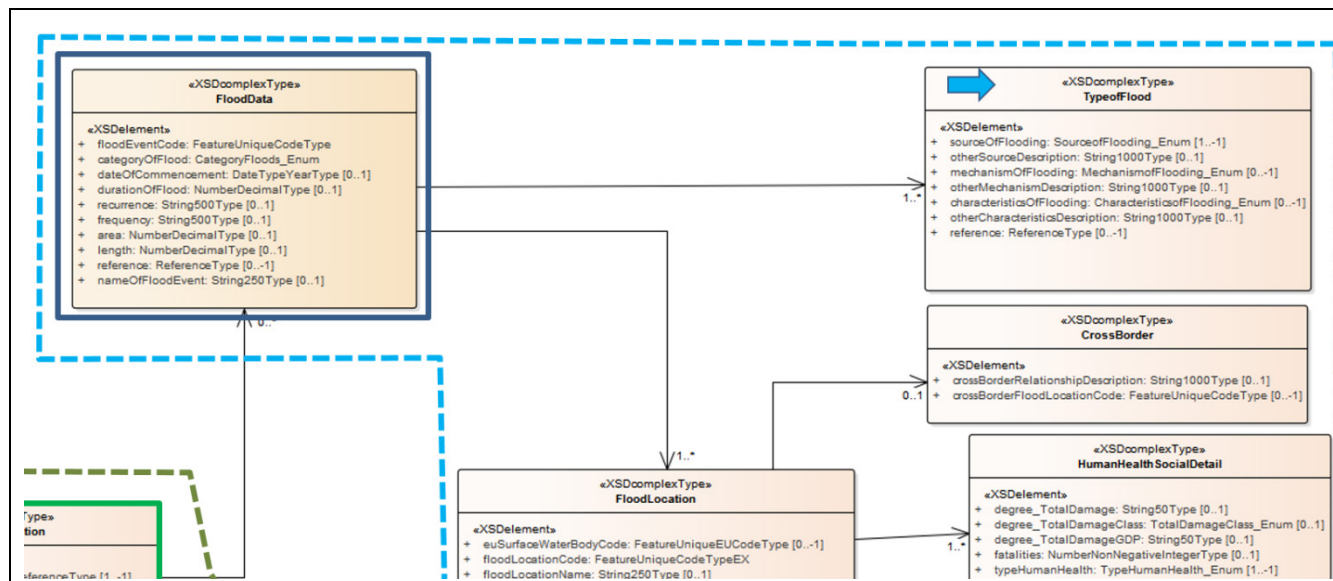 «XSDcomplexType»
FloodData
«XSDelement»
+ floodEventCode: FeatureUniqueCodeType
+ categoryOfFlood: CategoryFloods_Enum
+ dateOfCommencement: DateTypeYearType [0..1]
+ durationOfFlood: NumberDecimalType [0..1]
+ recurrence: String500Type [0..1]
+ frequency: String500Type [0..1]
+ area: NumberDecimalType [0..1]
+ length: NumberDecimalType [0..1]
+ reference: ReferenceType [0..-1]
+ nameOfFloodEvent: String250Type [0..1]
0..*
«XSDcomplexType»
TypeofFlood
«XSDelement»
+ sourceOfFlooding: SourceofFlooding_Enum [1..-1]
+ otherSourceDescription: String1000Type [0..1]
+ mechanismOfFlooding: MechanismofFlooding_Enum [0..-1]
+ otherMechanismDescription: String1000Type [0..1]
+ characteristicsOfFlooding: CharacteristicsofFlooding_Enum [0..-1]
+ otherCharacteristicsDescription: String1000Type [0..1]
+ reference: ReferenceType [0..-1]
1..*
«XSDcomplexType»
CrossBorder
«XSDelement»
+ crossBorderRelationshipDescription: String1000Type [0..1]
+ crossBorderFloodLocationCode: FeatureUniqueCodeType [0..-1]
0..1
1..*
«XSDcomplexType»
FloodLocation
«XSDelement»
+ euSurfaceWaterBodyCode: FeatureUniqueEUCodeType [0..-1]
+ floodLocationCode: FeatureUniqueCodeTypeEX
+ floodLocationName: String250Type [0..1]
«XSDcomplexType»
HumanHealthSocialDetail
«XSDelement»
+ degree_TotalDamage: String50Type [0..1]
+ degree_TotalDamageClass: TotalDamageClass_Enum [0..1]
+ degree_TotalDamageGDP: String50Type [0..1]
+ fatalities: NumberNonNegativeIntegerType [0..1]
+ typeHumanHealth: TypeHumanHealth_Enum [1..-1]
1..*
Type»
tion
eferenceType [1..-1]